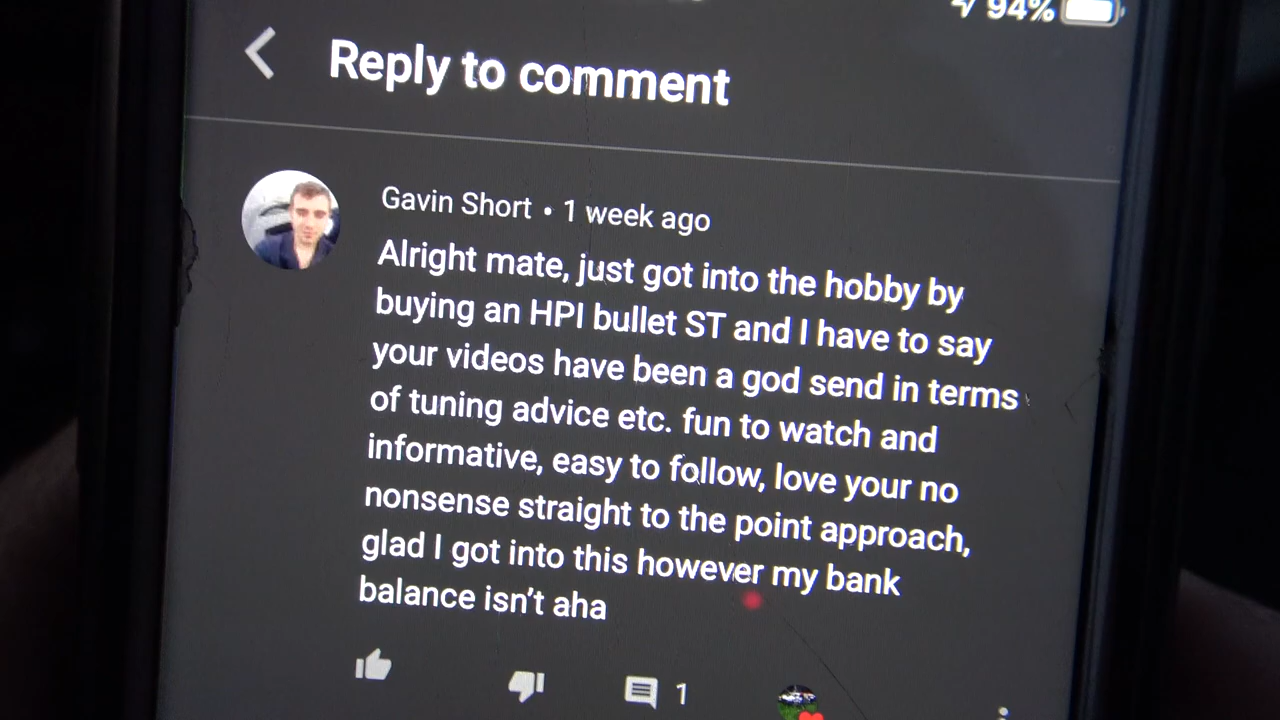 94%
Reply to comment
Gavin Short • 1 week ago
Alright mate, just got into the hobby by
buying an HPI bullet ST and I have to say
your videos have been a god send in terms
of tuning advice etc. fun to watch and
informative, easy to follow, love your no
nonsense straight to the point approach,
glad I got into this however my bank
balance isn't aha
1